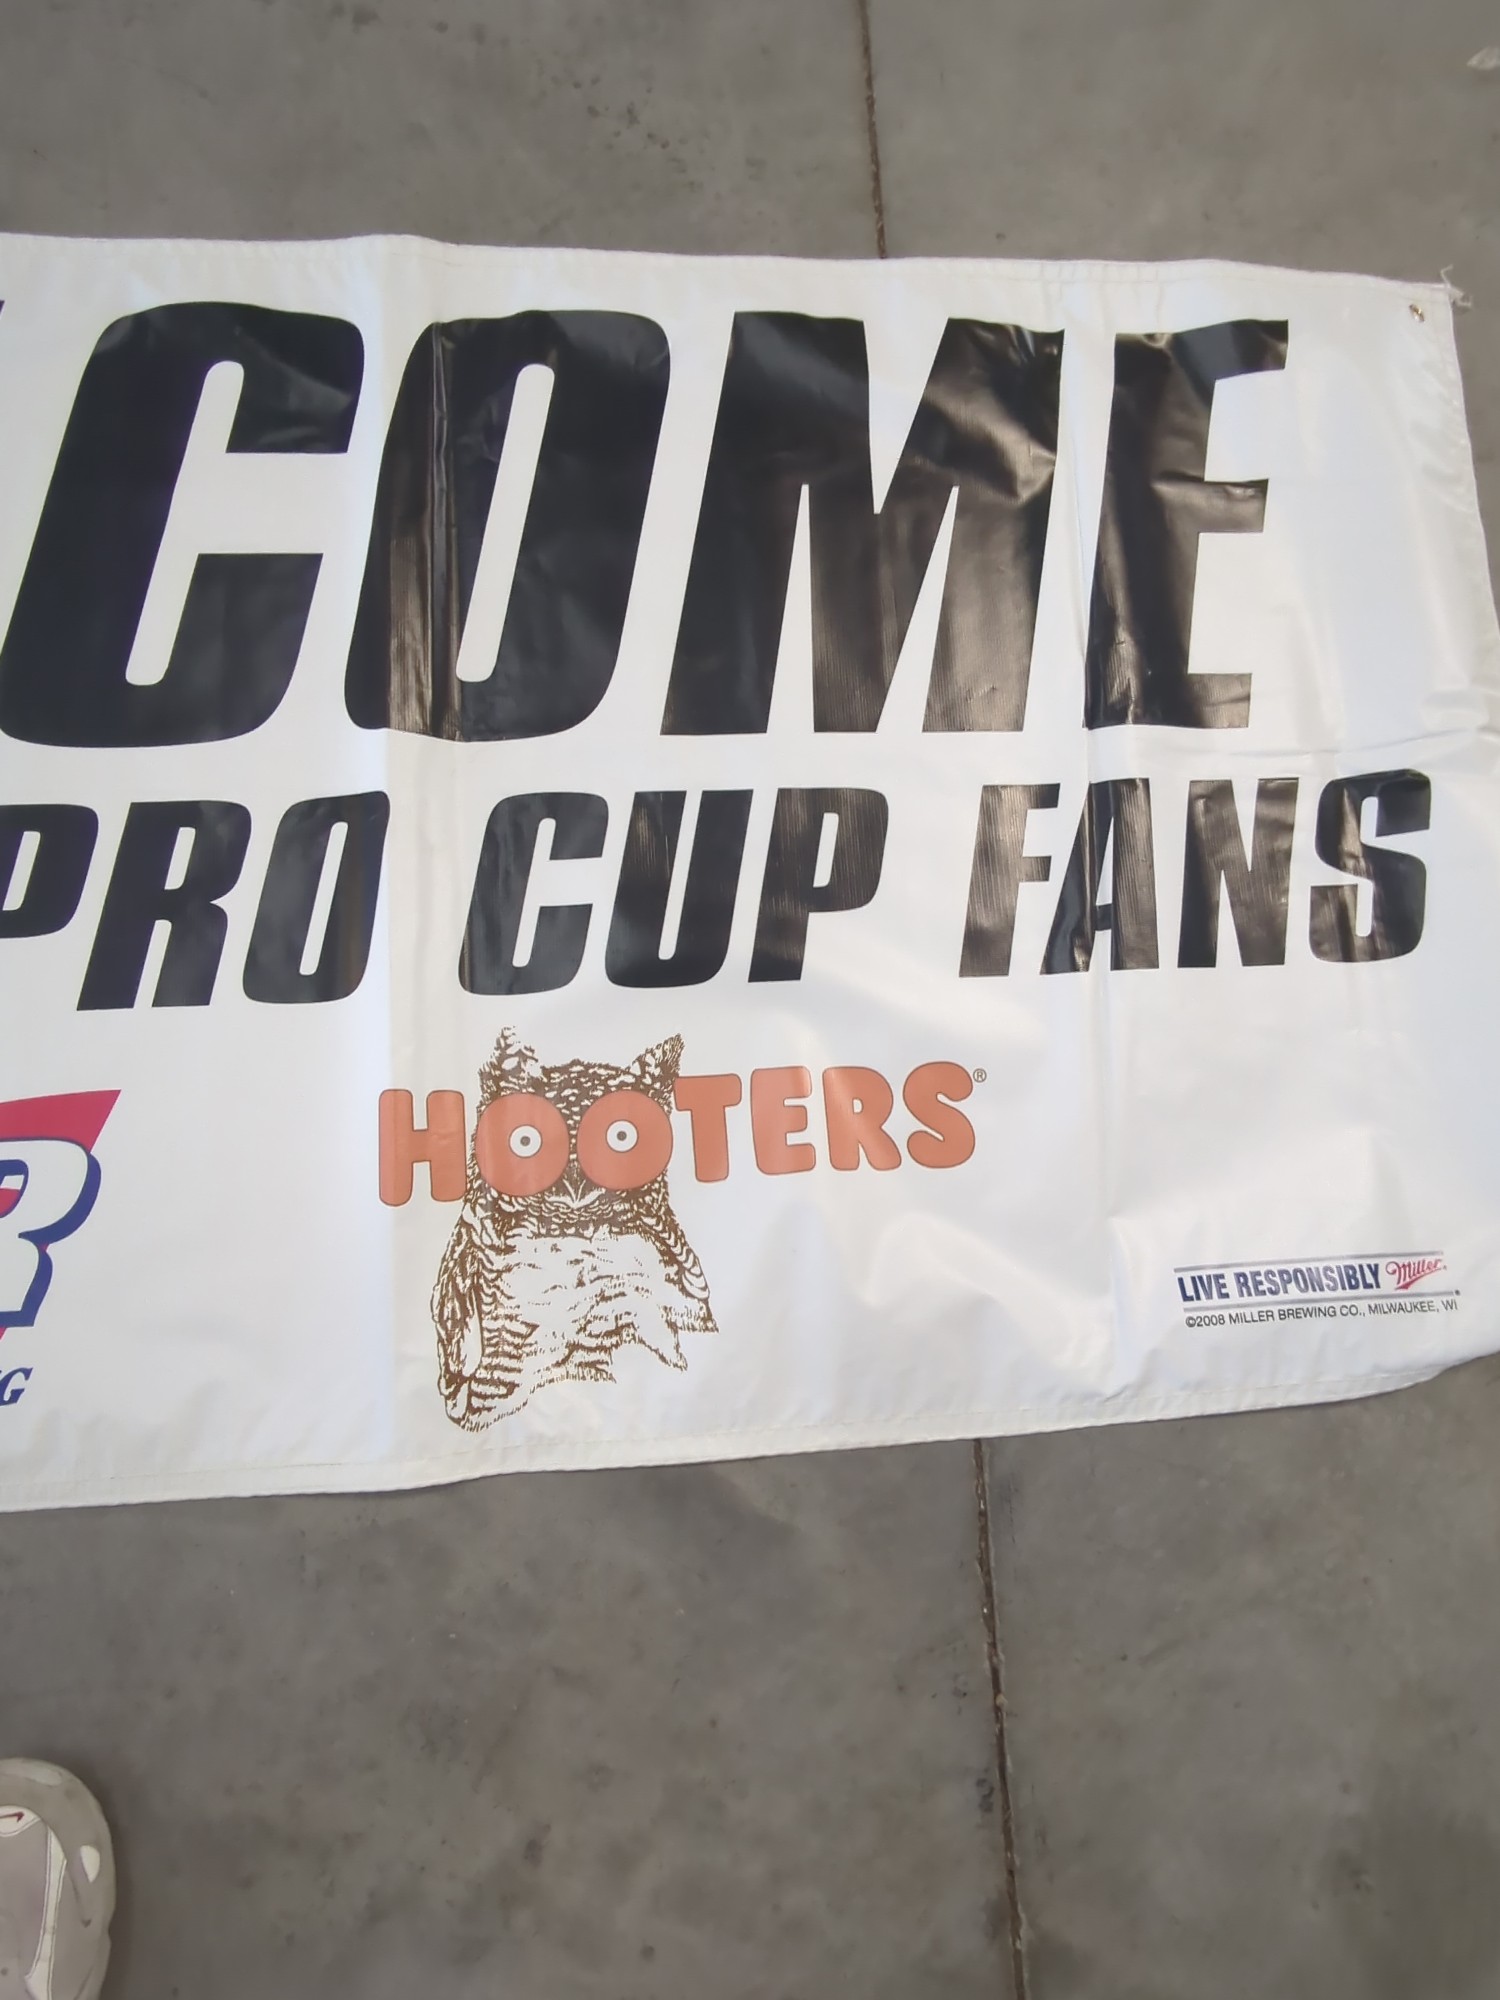 COME
PRO CUP FANS
HOOTERS®
R
G
LIVE RESPONSIBLY Miller
©2008 MILLER BREWING CO., MILWAUKEE, WI